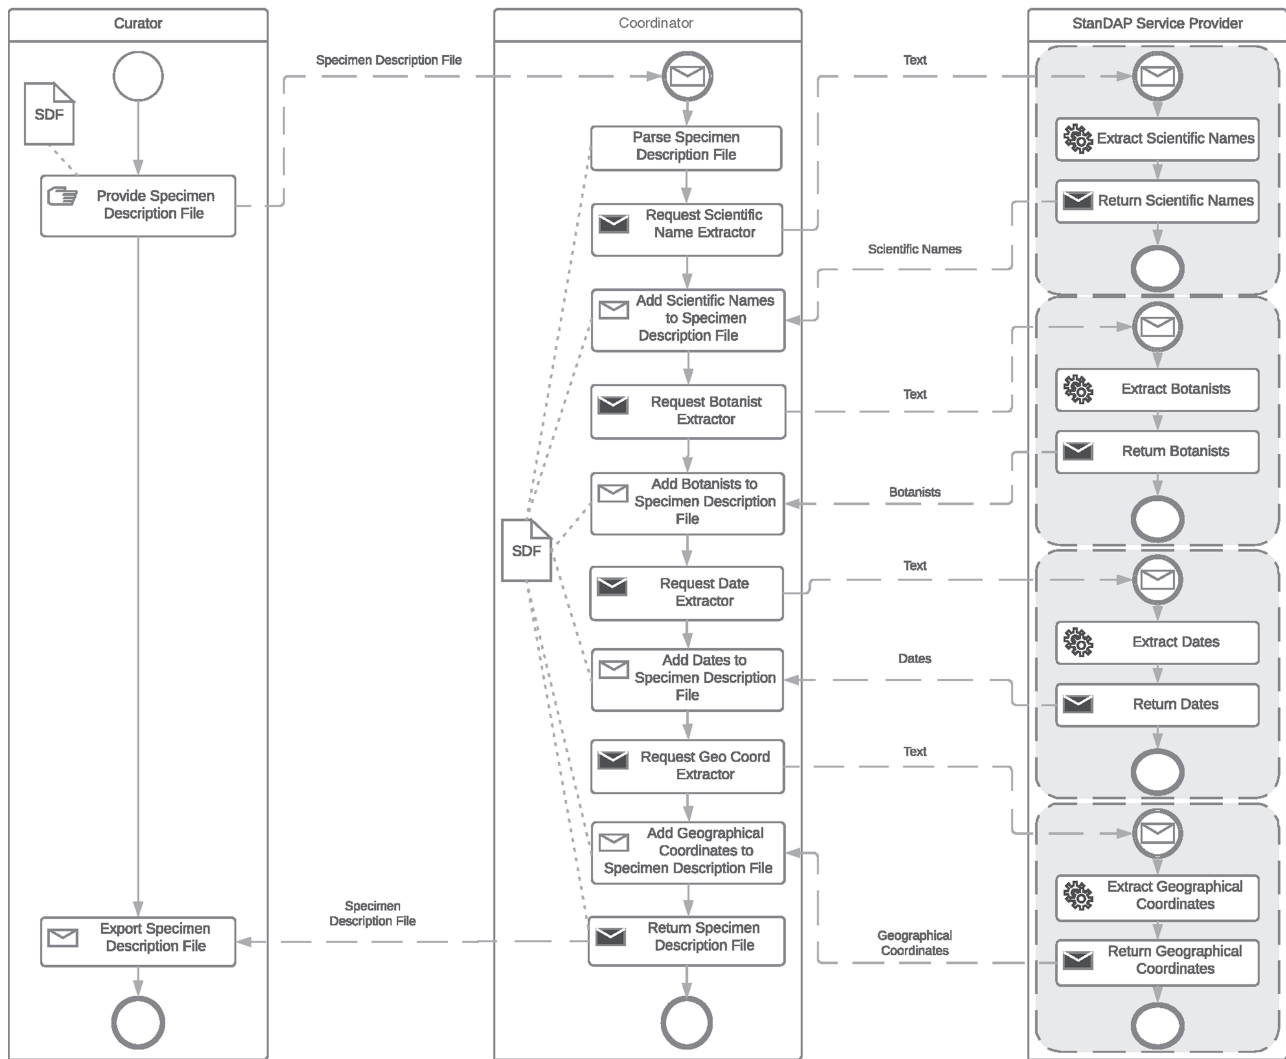 Curator
Coordinator
StanDAP Service Provider
SDF
Provide Specimen
Description File
Export Specimen
Description File
Specimen Description File
Specimen
Description File
Parse Specimen
Description File
Request Scientific
Name Extractor
Add Scientific Names
to Specimen
Description File
Request Botanist
Extractor
Add Botanists to
Specimen Description
File
SDF
Request Date
Extractor
Add Dates to
Specimen Description
File
Request Geo Coord
Extractor
Add Geographical
Coordinates to
Specimen Description File
Return Specimen
Description File
Text
Scientific Names
Text
Botanists
Text
Dates
Text
Geographical
Coordinates
Extract Scientific Names
Return Scientific Names
Extract Botanists
Return Botanists
Extract Dates
Return Dates
Extract Geographical
Coordinates
Return Geographical
Coordinates